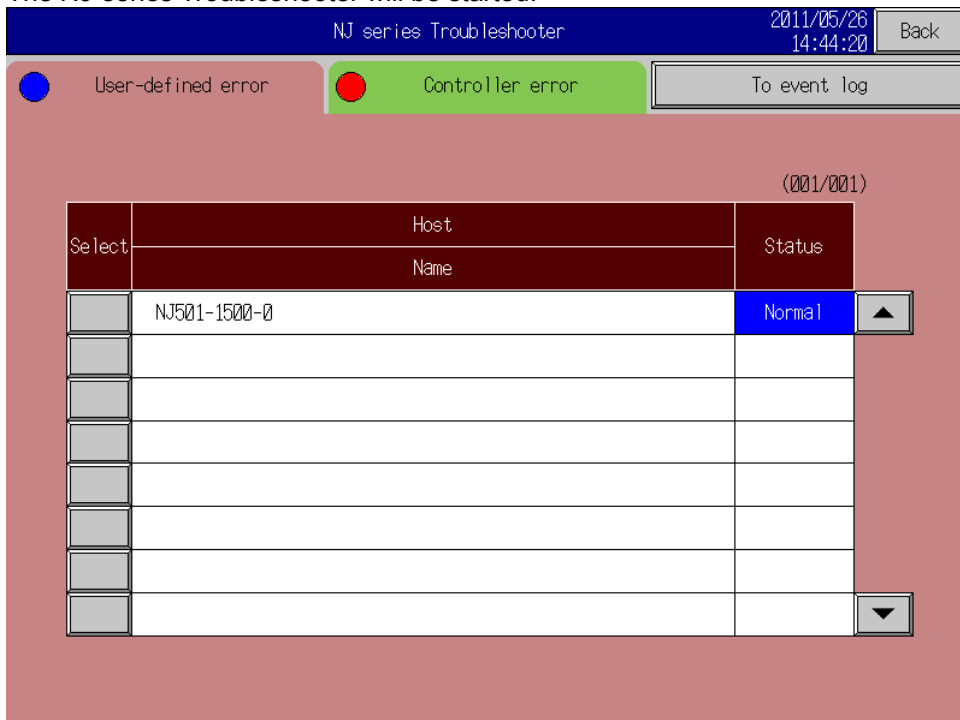 The NJ-series Troubleshooter will be started.
NJ series Troubleshooter
2011/05/26
14:44:20
Back
User-defined error
Controller error
To event log
(001/001)
Select
Host
Name
Status
NJ501-1500-0
Normal